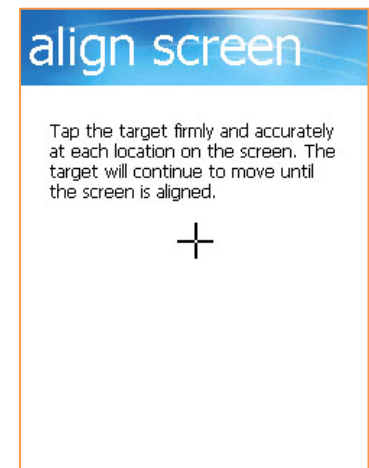 align screen
Tap the target firmly and accurately
at each location on the screen. The
target will continue to move until
the screen is aligned.